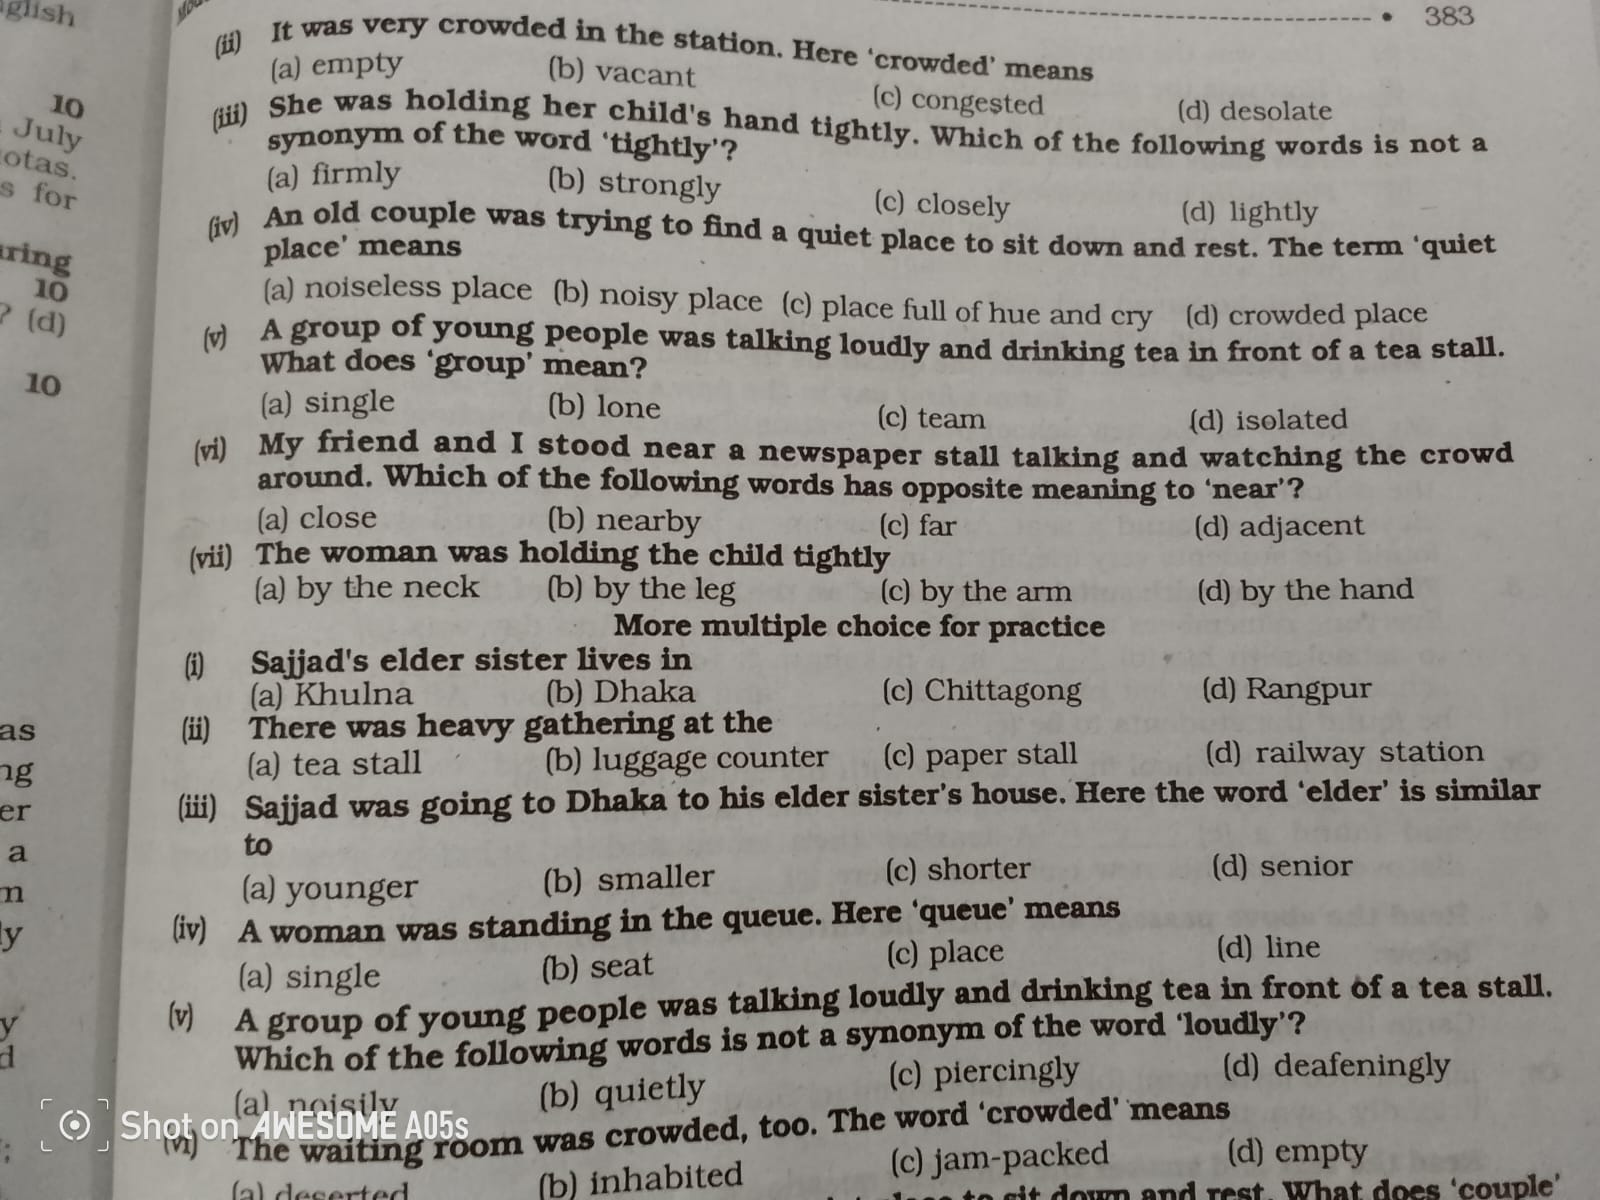 glish
10
July
otas.
s for
ring
10
? (d)
10
as
ng
er
a
n
y
y
d
;
383
(ii) It was very crowded in the station. Here ‘crowded’ means
(a) empty (b) vacant (c) congested (d) desolate
(iii) She was holding her child's hand tightly. Which of the following words is not a
synonym of the word ‘tightly’?
(a) firmly (b) strongly (c) closely (d) lightly
(iv) An old couple was trying to find a quiet place to sit down and rest. The term ‘quiet
place’ means
(a) noiseless place (b) noisy place (c) place full of hue and cry (d) crowded place
(v) A group of young people was talking loudly and drinking tea in front of a tea stall.
What does ‘group’ mean?
(a) single (b) lone (c) team (d) isolated
(vi) My friend and I stood near a newspaper stall talking and watching the crowd
around. Which of the following words has opposite meaning to ‘near’?
(a) close (b) nearby (c) far (d) adjacent
(vii) The woman was holding the child tightly
(a) by the neck (b) by the leg (c) by the arm (d) by the hand
More multiple choice for practice
(i) Sajjad's elder sister lives in
(a) Khulna (b) Dhaka (c) Chittagong (d) Rangpur
(ii) There was heavy gathering at the
(a) tea stall (b) luggage counter (c) paper stall (d) railway station
(iii) Sajjad was going to Dhaka to his elder sister's house. Here the word ‘elder’ is similar
to
(a) younger (b) smaller (c) shorter (d) senior
(iv) A woman was standing in the queue. Here ‘queue’ means
(a) single (b) seat (c) place (d) line
(v) A group of young people was talking loudly and drinking tea in front of a tea stall.
Which of the following words is not a synonym of the word ‘loudly’?
(a) noisily (b) quietly (c) piercingly (d) deafeningly
(vi) The waiting room was crowded, too. The word ‘crowded’ means
(a) deserted (b) inhabited (c) jam-packed (d) empty
to sit down and rest. What does ‘couple’
Shot on AWESOME A05s